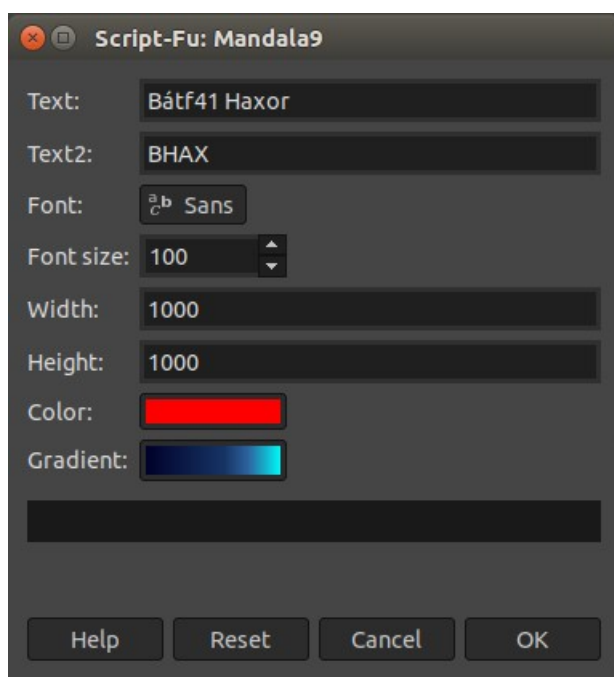 Script-Fu: Mandala9
Text: Bátf41 Haxor
Text2: BHAX
Font: Sans
Font size: 100
Width: 1000
Height: 1000
Color:
Gradient:
Help Reset Cancel OK